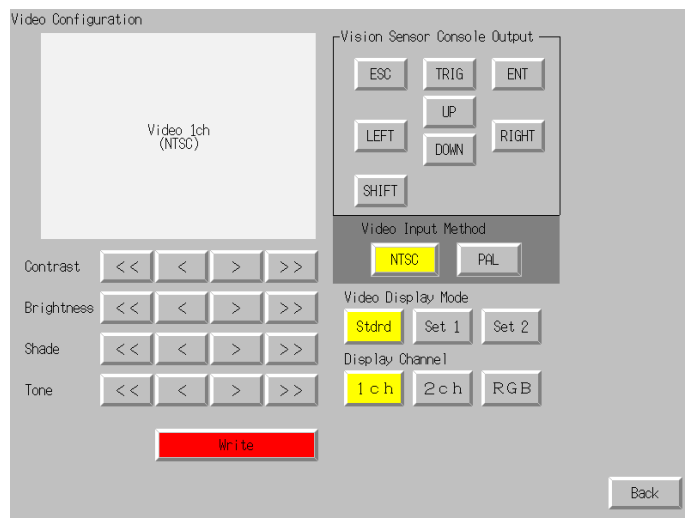 Video Configuration
Video 1ch
(NTSC)
Contrast << < > >>
Brightness << < > >>
Shade << < > >>
Tone << < > >>
Write
Vision Sensor Console Output
ESC TRIG ENT
UP
LEFT RIGHT
DOWN
SHIFT
Video Input Method
NTSC PAL
Video Display Mode
Stdrd Set 1 Set 2
Display Channel
1ch 2ch RGB
Back